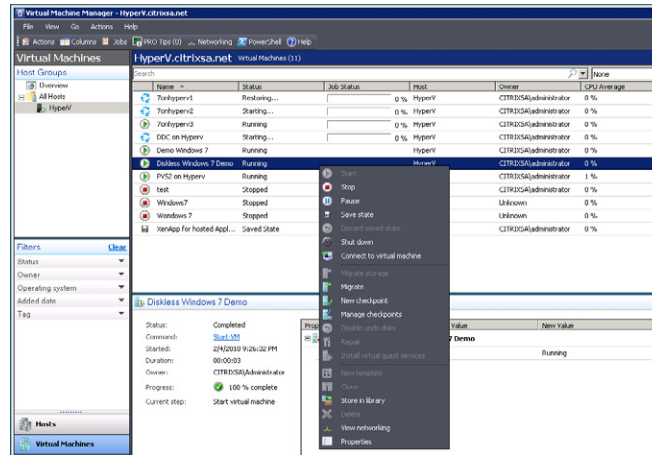 Virtual Machine Manager - HyperV.citrixsa.net
File View Go Actions Help
Actions Columns Jobs PRO Tips (0) Networking PowerShell Help
Virtual Machines
HyperV.citrixsa.net Virtual Machines (11)
Host Groups
Overview
All Hosts
HyperV
Search
None
Name Status Job Status Host Owner CPU Average
7onhyperv1 Restoring... 0 % HyperV CITRIXSA\administrator 0 %
7onhyperv2 Starting... 0 % HyperV CITRIXSA\administrator 0 %
7onhyperv3 Running 0 % HyperV CITRIXSA\administrator 0 %
DDC on Hyperv Starting... 0 % HyperV CITRIXSA\administrator 0 %
Demo Windows 7 Running HyperV CITRIXSA\administrator 0 %
Diskless Windows 7 Demo Running HyperV CITRIXSA\administrator 0 %
PVS2 on Hyperv Running CITRIXSA\administrator 1 %
test Stopped CITRIXSA\administrator 0 %
Windows7 Stopped Unknown 0 %
Wondows 7 Stopped Unknown 0 %
XenApp for hosted Appl... Saved State CITRIXSA\administrator 0 %
Start
Stop
Pause
Save state
Discard saved state
Shut down
Connect to virtual machine
Migrate storage
Migrate
New checkpoint
Manage checkpoints
Disable undo disks
Repair
Install virtual guest services
New template
Clone
Store in library
Delete
View networking
Properties
Filters Clear
Status
Owner
Operating system
Added date
Tag
Hosts
Virtual Machines
Diskless Windows 7 Demo
Status: Completed
Command: Start-VM
Started: 2/4/2010 9:26:32 PM
Duration: 00:00:03
Owner: CITRIXSA\Administrator
Progress: 100 % complete
Current step: Start virtual machine
Prop
Value New Value
7 Demo
Running